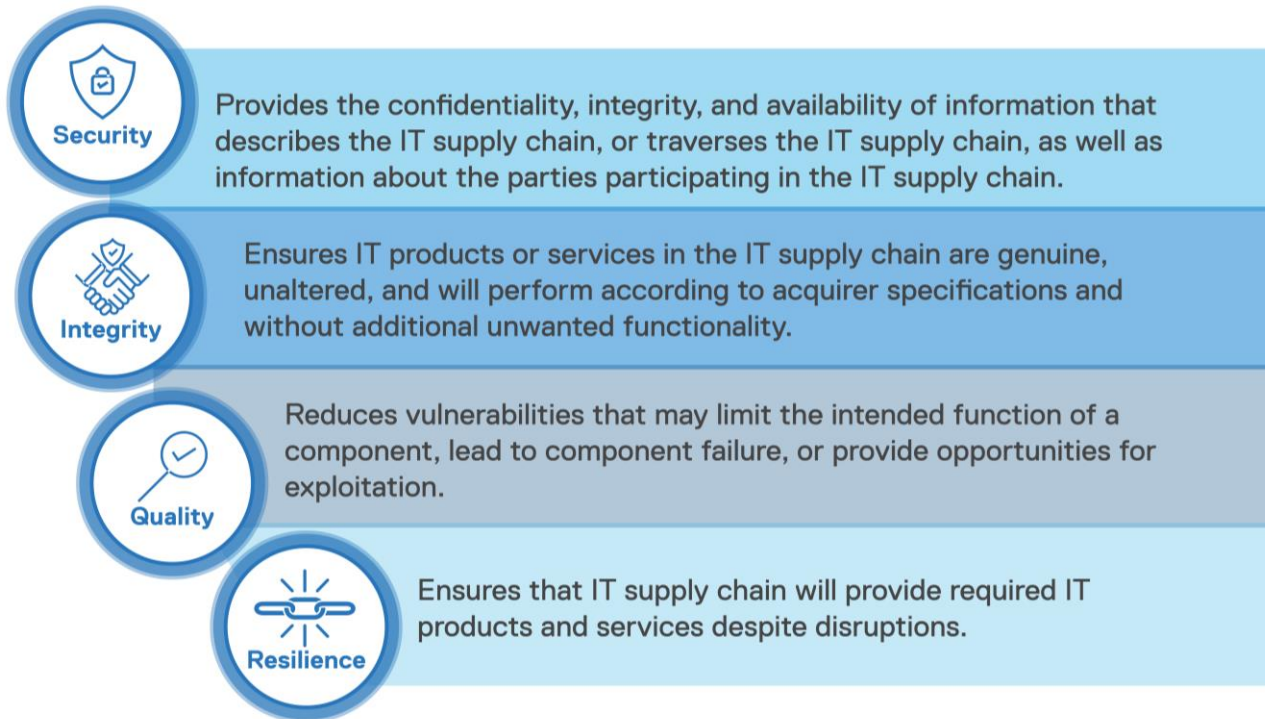 Security
Provides the confidentiality, integrity, and availability of information that
describes the IT supply chain, or traverses the IT supply chain, as well as
information about the parties participating in the IT supply chain.
Integrity
Ensures IT products or services in the IT supply chain are genuine,
unaltered, and will perform according to acquirer specifications and
without additional unwanted functionality.
Quality
Reduces vulnerabilities that may limit the intended function of a
component, lead to component failure, or provide opportunities for
exploitation.
Resilience
Ensures that IT supply chain will provide required IT
products and services despite disruptions.